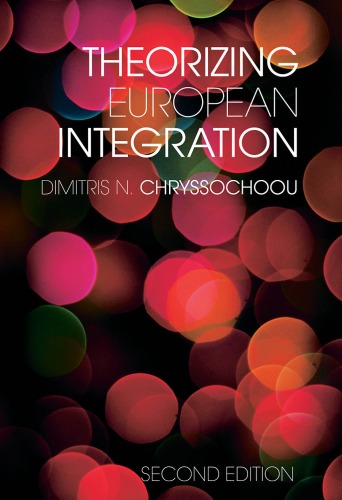 THEORIZING
EUROPEAN
INTEGRATION
DIMITRIS N. CHRYSSOCHOOU
SECOND EDITION